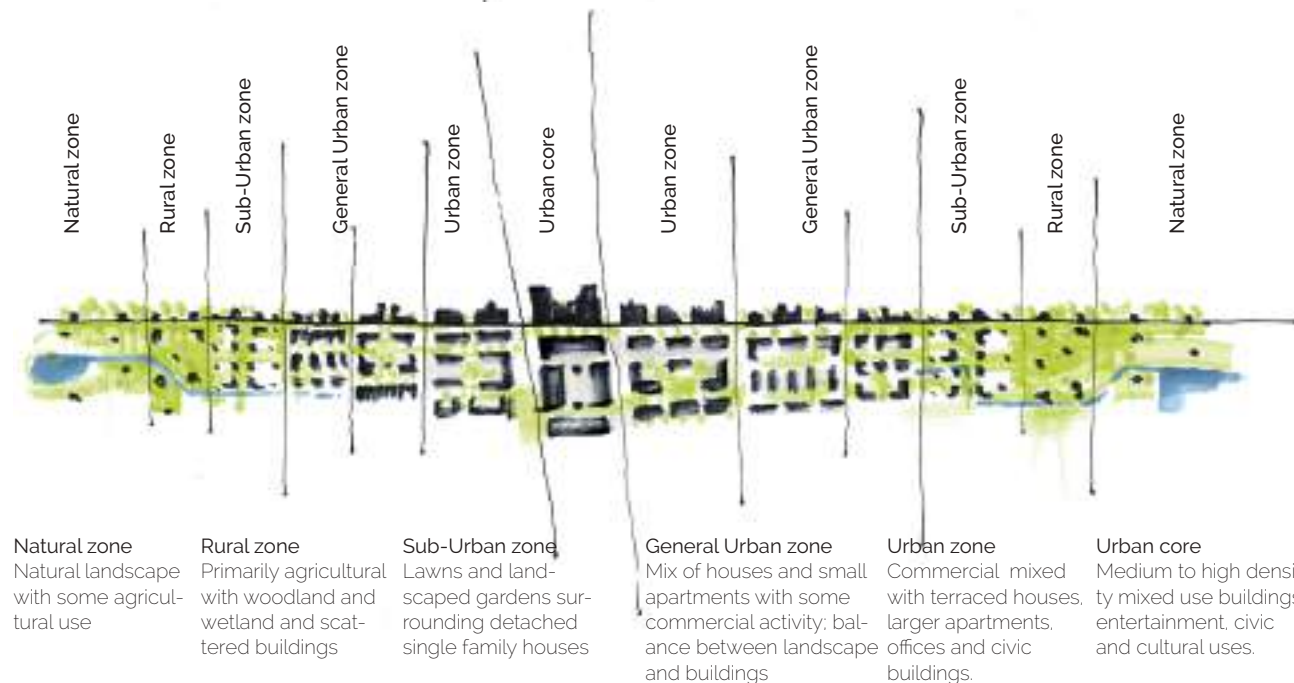 Natural zone
Rural zone
Sub-Urban zone
General Urban zone
Urban zone
Urban core
Urban zone
General Urban zone
Sub-Urban zone
Rural zone
Natural zone
Natural zone
Natural landscape
with some agricul-
tural use
Rural zone
Primarily agricultural
with woodland and
wetland and scat-
tered buildings
Sub-Urban zone
Lawns and land-
scaped gardens sur-
rounding detached
single family houses
General Urban zone
Mix of houses and small
apartments with some
commercial activity; bal-
ance between landscape
and buildings
Urban zone
Commercial mixed
with terraced houses,
larger apartments,
offices and civic
buildings.
Urban core
Medium to high densi
ty mixed use buildings
entertainment, civic
and cultural uses.